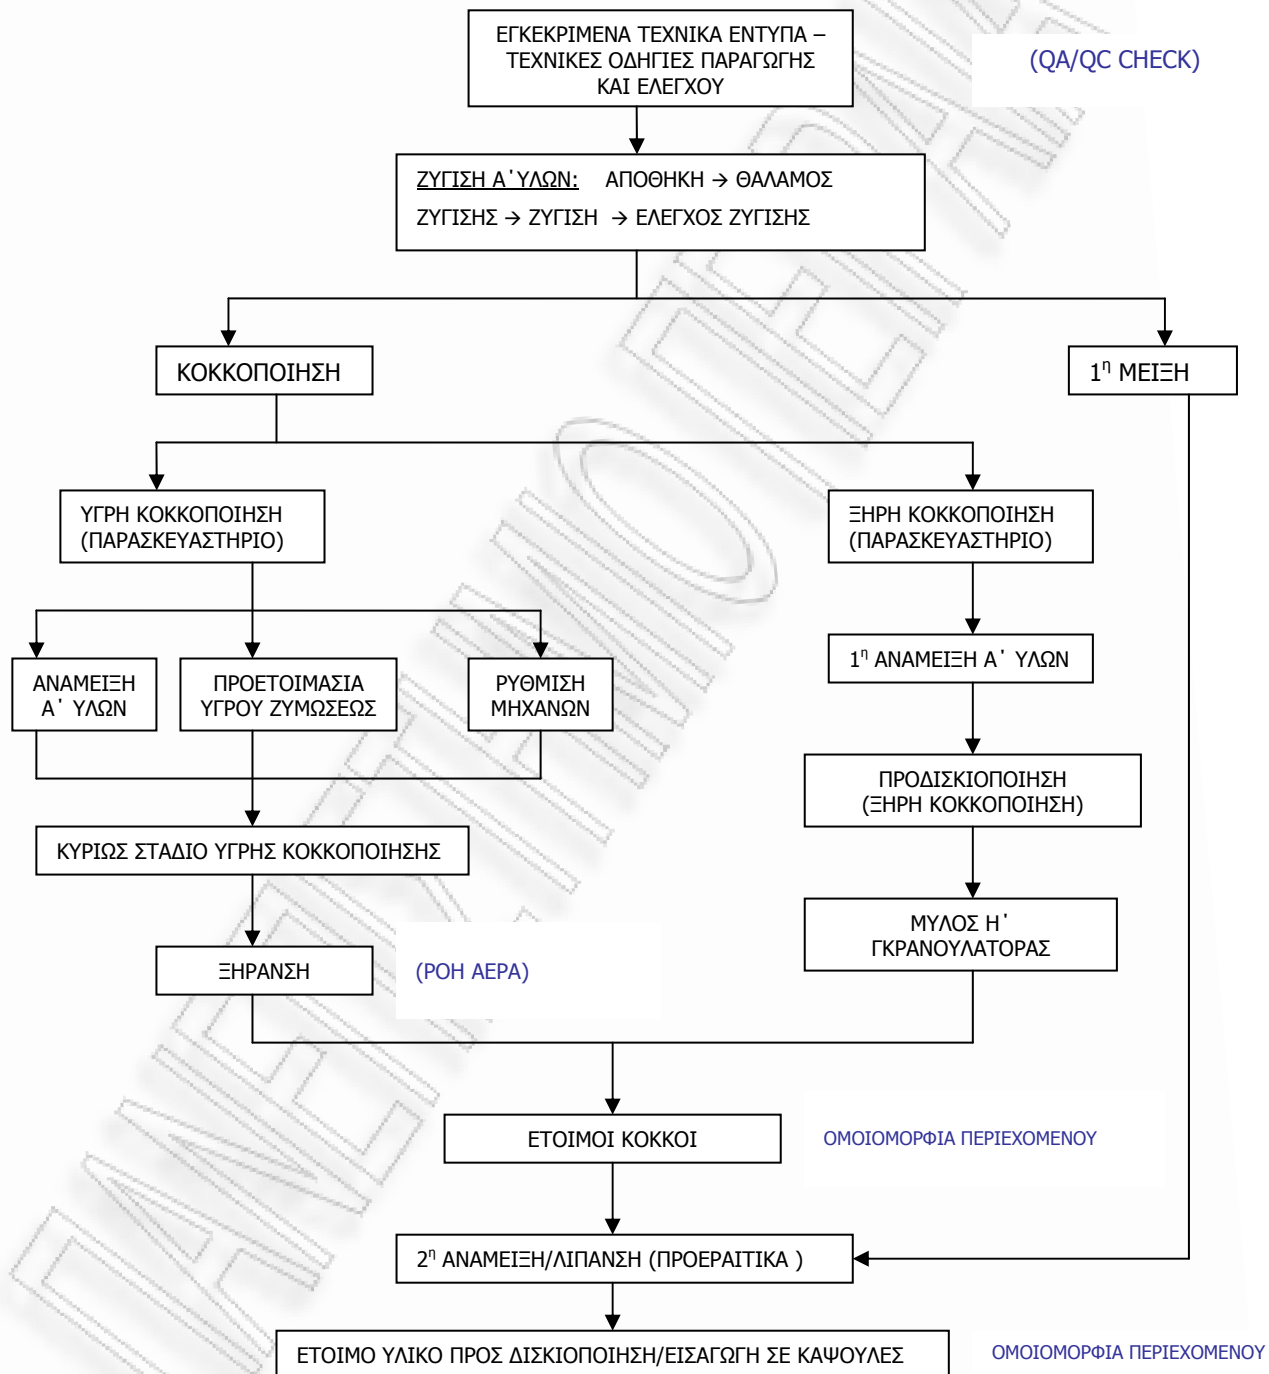 ΕΓΚΕΚΡΙΜΕΝΑ ΤΕΧΝΙΚΑ ΕΝΤΥΠΑ –
ΤΕΧΝΙΚΕΣ ΟΔΗΓΙΕΣ ΠΑΡΑΓΩΓΗΣ
ΚΑΙ ΕΛΕΓΧΟΥ
(QA/QC CHECK)
ΖΥΓΙΣΗ Α΄ΥΛΩΝ: ΑΠΟΘΗΚΗ → ΘΑΛΑΜΟΣ
ΖΥΓΙΣΗΣ → ΖΥΓΙΣΗ → ΕΛΕΓΧΟΣ ΖΥΓΙΣΗΣ
ΚΟΚΚΟΠΟΙΗΣΗ
1η ΜΕΙΞΗ
ΥΓΡΗ ΚΟΚΚΟΠΟΙΗΣΗ
(ΠΑΡΑΣΚΕΥΑΣΤΗΡΙΟ)
ΞΗΡΗ ΚΟΚΚΟΠΟΙΗΣΗ
(ΠΑΡΑΣΚΕΥΑΣΤΗΡΙΟ)
ΑΝΑΜΕΙΞΗ
Α΄ ΥΛΩΝ
ΠΡΟΕΤΟΙΜΑΣΙΑ
ΥΓΡΟΥ ΖΥΜΩΣΕΩΣ
ΡΥΘΜΙΣΗ
ΜΗΧΑΝΩΝ
1η ΑΝΑΜΕΙΞΗ Α΄ ΥΛΩΝ
ΠΡΟΔΙΣΚΙΟΠΟΙΗΣΗ
(ΞΗΡΗ ΚΟΚΚΟΠΟΙΗΣΗ)
ΚΥΡΙΩΣ ΣΤΑΔΙΟ ΥΓΡΗΣ ΚΟΚΚΟΠΟΙΗΣΗΣ
ΜΥΛΟΣ Η΄
ΓΚΡΑΝΟΥΛΑΤΟΡΑΣ
ΞΗΡΑΝΣΗ
(ΡΟΗ ΑΕΡΑ)
ΕΤΟΙΜΟΙ ΚΟΚΚΟΙ
ΟΜΟΙΟΜΟΡΦΙΑ ΠΕΡΙΕΧΟΜΕΝΟΥ
2η ΑΝΑΜΕΙΞΗ/ΛΙΠΑΝΣΗ (ΠΡΟΕΡΑΙΤΙΚΑ )
ΕΤΟΙΜΟ ΥΛΙΚΟ ΠΡΟΣ ΔΙΣΚΙΟΠΟΙΗΣΗ/ΕΙΣΑΓΩΓΗ ΣΕ ΚΑΨΟΥΛΕΣ
ΟΜΟΙΟΜΟΡΦΙΑ ΠΕΡΙΕΧΟΜΕΝΟΥ